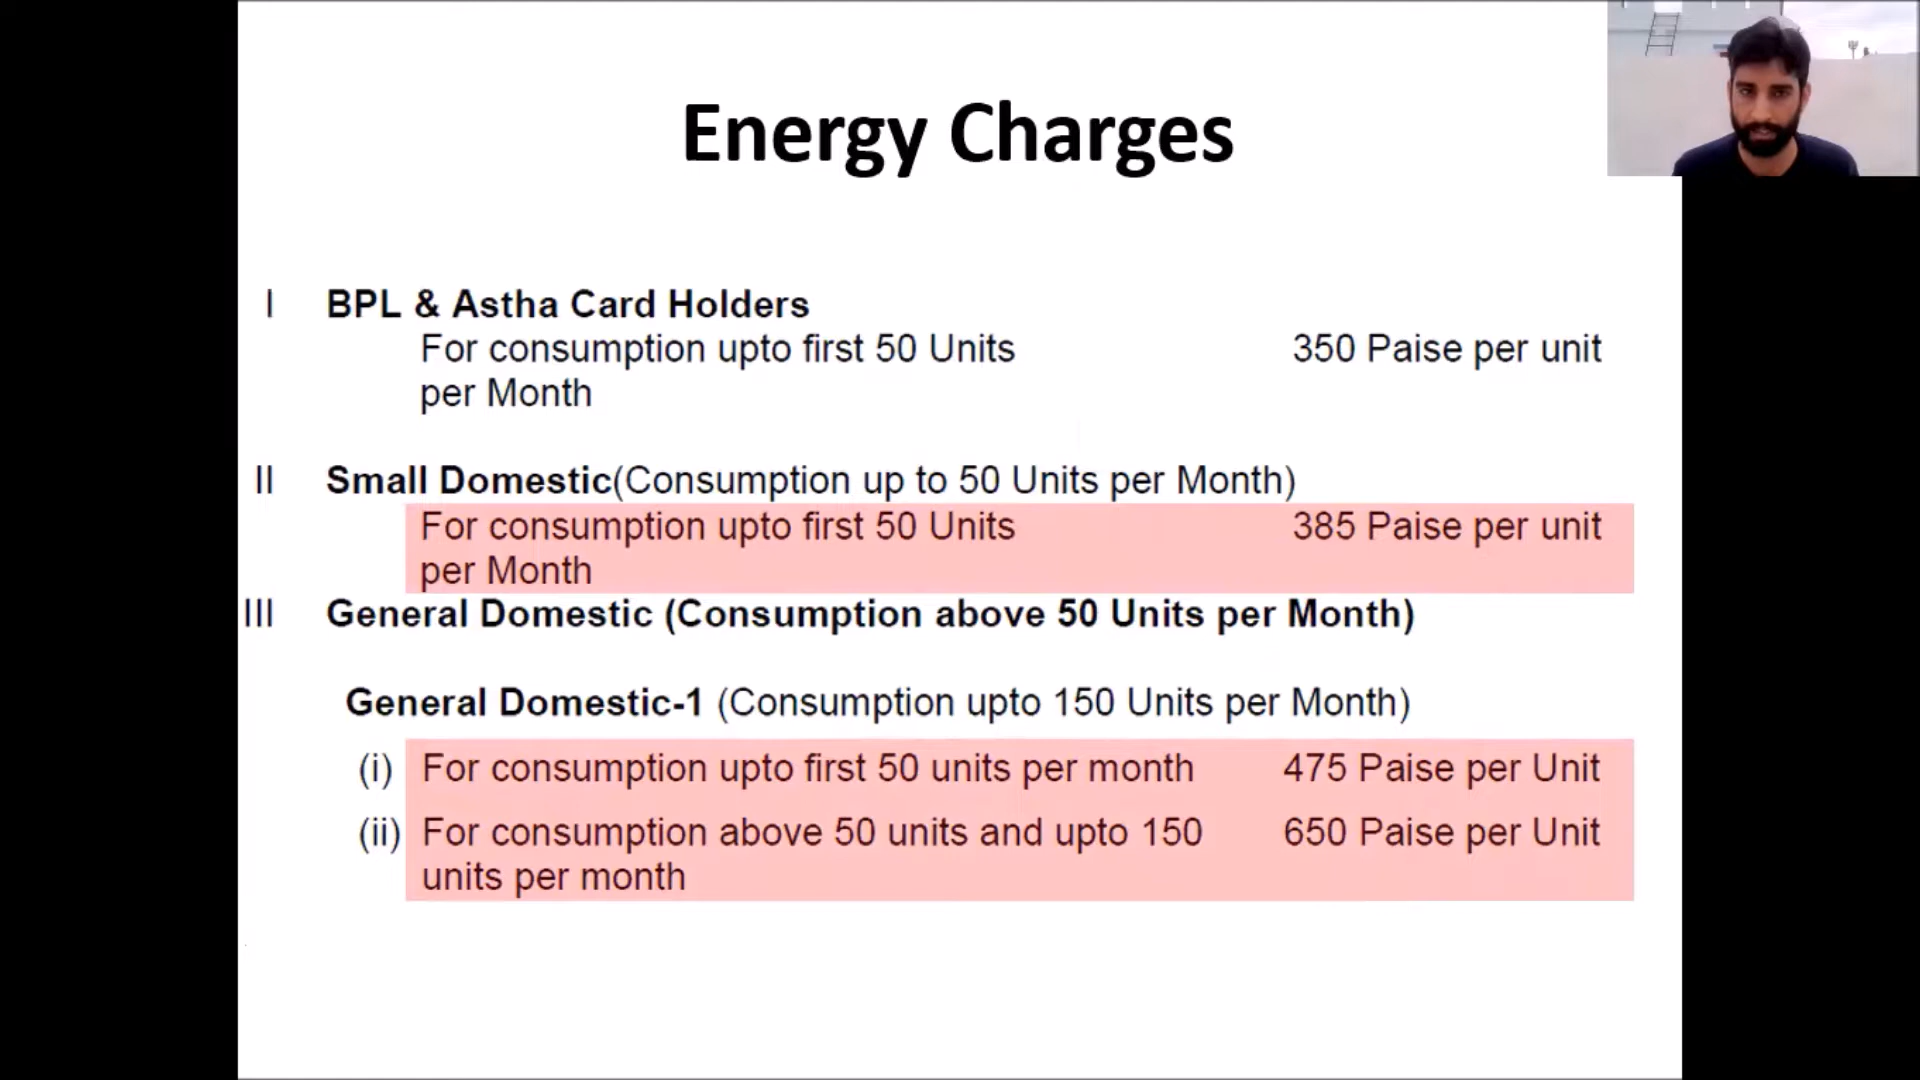 Energy Charges
I BPL & Astha Card Holders
For consumption upto first 50 Units 350 Paise per unit
per Month
II Small Domestic(Consumption up to 50 Units per Month)
For consumption upto first 50 Units 385 Paise per unit
per Month
III General Domestic (Consumption above 50 Units per Month)
General Domestic-1 (Consumption upto 150 Units per Month)
(i) For consumption upto first 50 units per month 475 Paise per Unit
(ii) For consumption above 50 units and upto 150 650 Paise per Unit
units per month